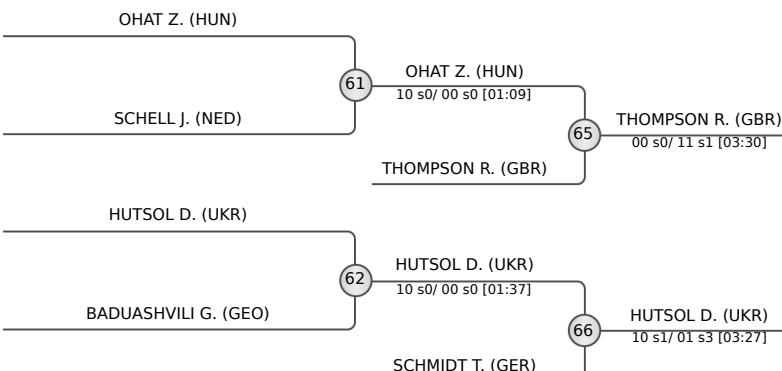 OHAT Z. (HUN)
61
OHAT Z. (HUN)
10 s0/ 00 s0 [01:09]
SCHELL J. (NED)
65
THOMPSON R. (GBR)
00 s0/ 11 s1 [03:30]
THOMPSON R. (GBR)
HUTSOL D. (UKR)
62
HUTSOL D. (UKR)
10 s0/ 00 s0 [01:37]
BADUASHVILI G. (GEO)
66
HUTSOL D. (UKR)
10 s1/ 01 s3 [03:27]
SCHMIDT T. (GER)